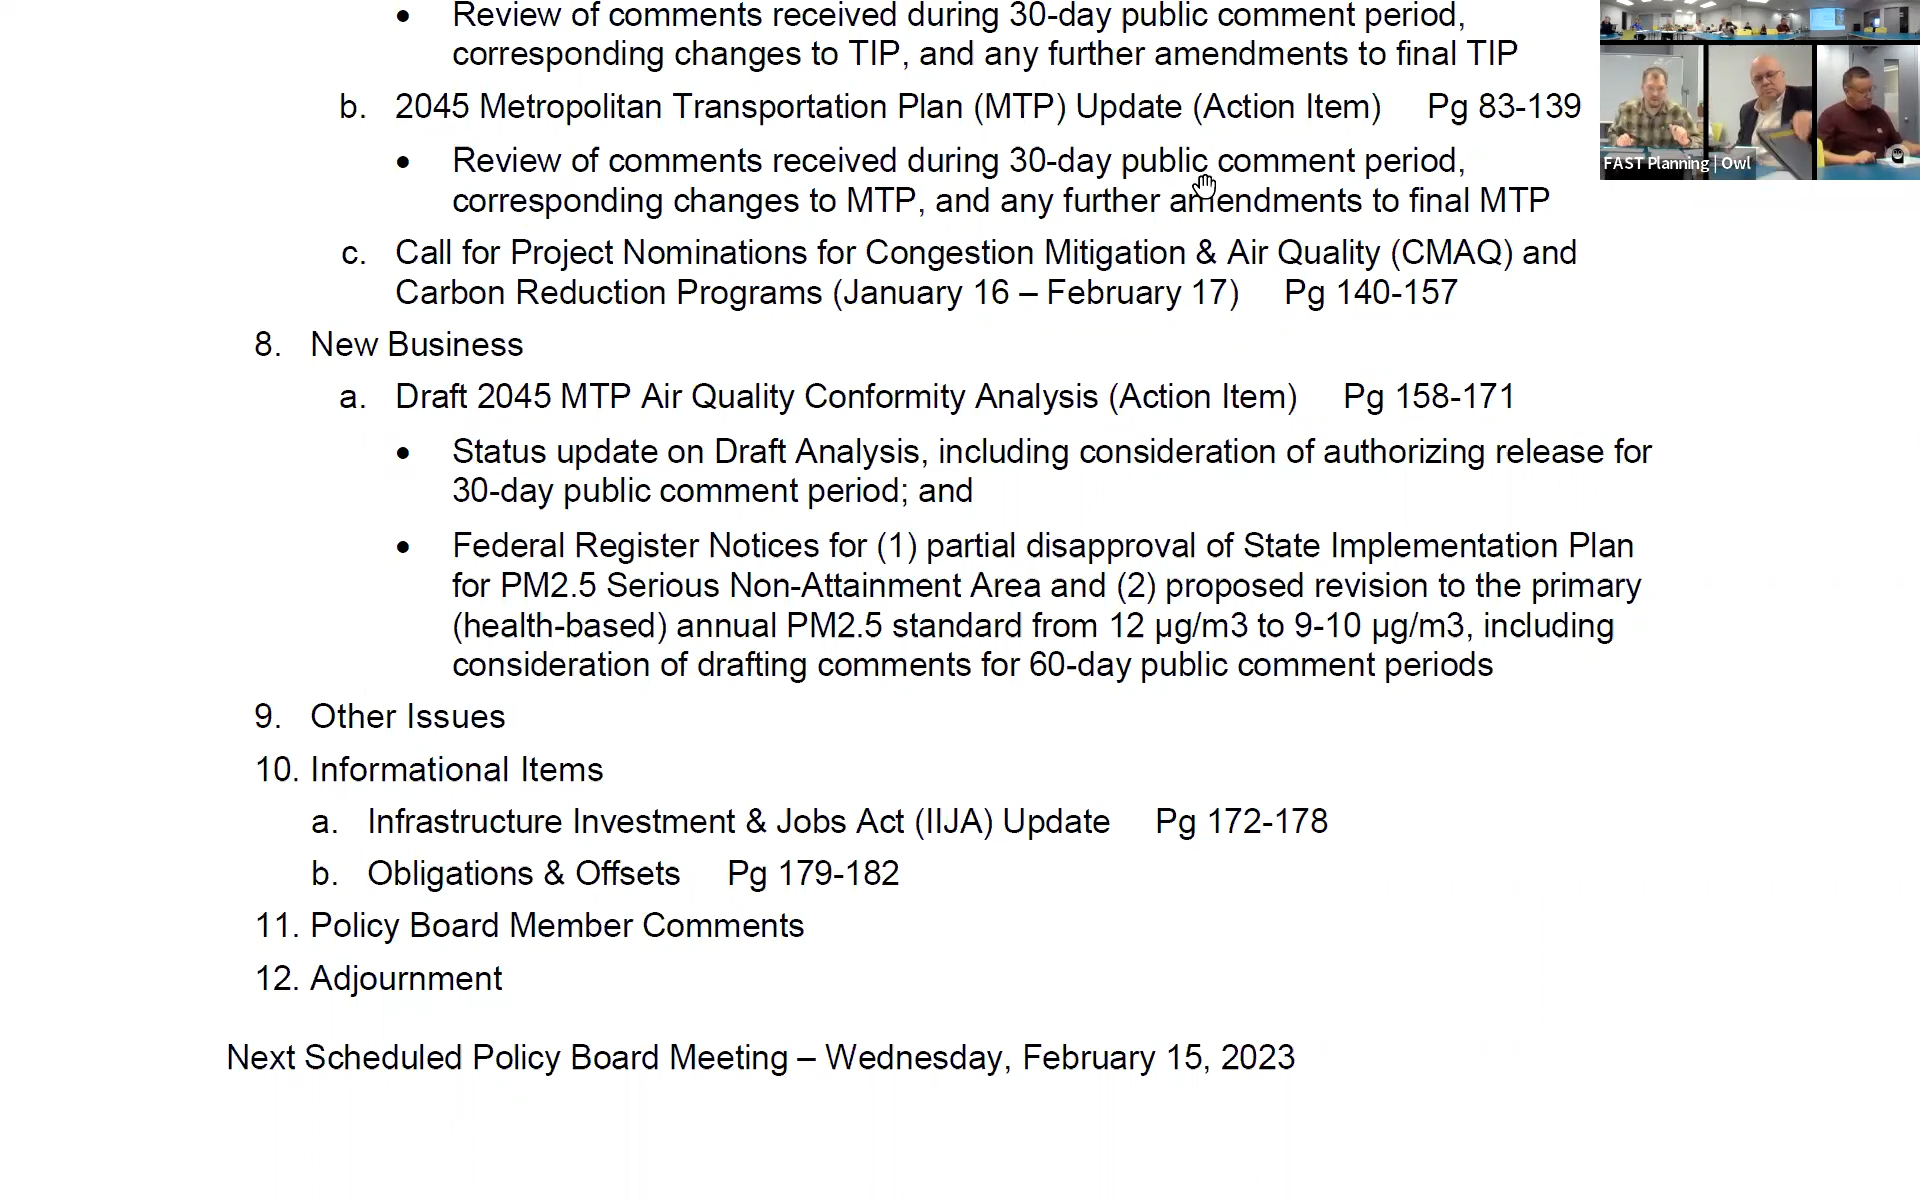 • Review of comments received during 30-day public comment period,
corresponding changes to TIP, and any further amendments to final TIP
b. 2045 Metropolitan Transportation Plan (MTP) Update (Action Item) Pg 83-139
• Review of comments received during 30-day public comment period,
corresponding changes to MTP, and any further amendments to final MTP
c. Call for Project Nominations for Congestion Mitigation & Air Quality (CMAQ) and
Carbon Reduction Programs (January 16 – February 17) Pg 140-157
8. New Business
a. Draft 2045 MTP Air Quality Conformity Analysis (Action Item) Pg 158-171
• Status update on Draft Analysis, including consideration of authorizing release for
30-day public comment period; and
• Federal Register Notices for (1) partial disapproval of State Implementation Plan
for PM2.5 Serious Non-Attainment Area and (2) proposed revision to the primary
(health-based) annual PM2.5 standard from 12 µg/m3 to 9-10 µg/m3, including
consideration of drafting comments for 60-day public comment periods
9. Other Issues
10. Informational Items
a. Infrastructure Investment & Jobs Act (IIJA) Update Pg 172-178
b. Obligations & Offsets Pg 179-182
11. Policy Board Member Comments
12. Adjournment
Next Scheduled Policy Board Meeting – Wednesday, February 15, 2023
FAST Planning | Owl